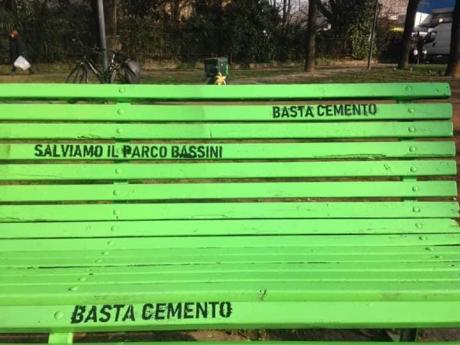 BASTA CEMENTO
SALVIAMO IL PARCO BASSINI
BASTA CEMENTO